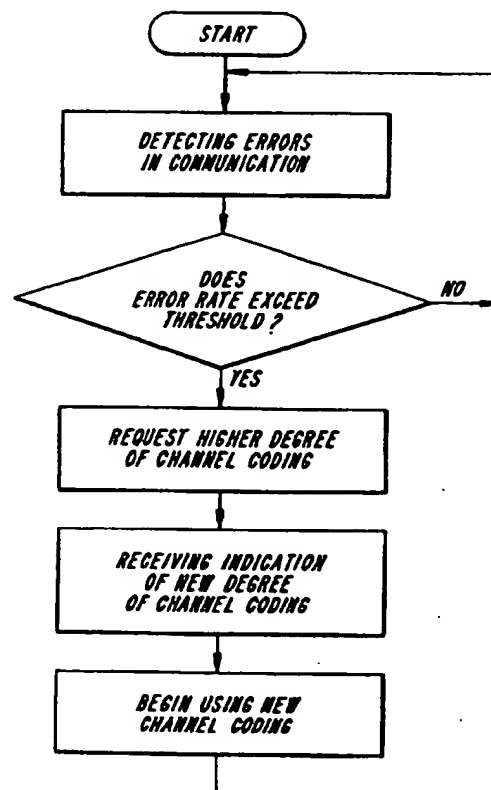 START
DETECTING ERRORS
IN COMMUNICATION
DOES
ERROR RATE EXCEED
THRESHOLD?
NO
YES
REQUEST HIGHER DEGREE
OF CHANNEL CODING
RECEIVING INDICATION
OF NEW DEGREE
OF CHANNEL CODING
BEGIN USING NEW
CHANNEL CODING